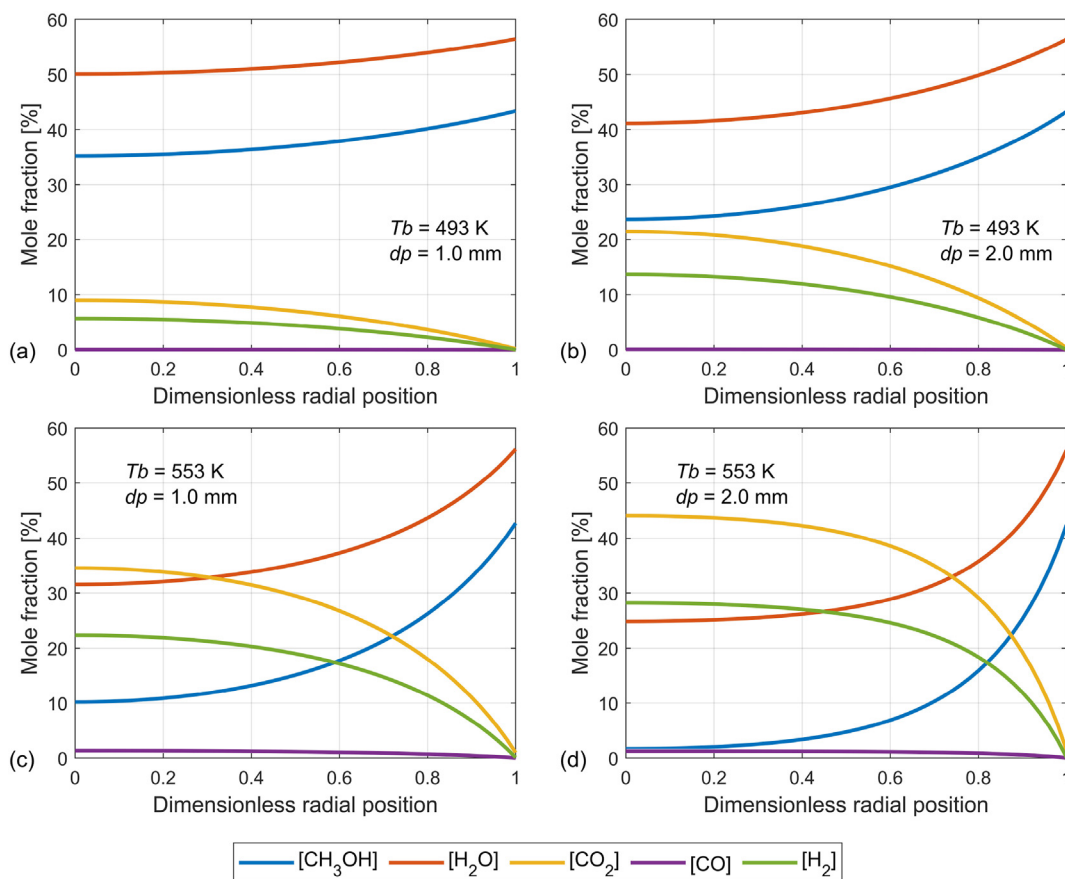 60
50
40
30
20
10
0
Mole fraction [%]
Tb = 493 K
dp = 1.0 mm
(a)
0 0.2 0.4 0.6 0.8 1
Dimensionless radial position
60
50
40
30
20
10
0
Mole fraction [%]
Tb = 493 K
dp = 2.0 mm
(b)
0 0.2 0.4 0.6 0.8 1
Dimensionless radial position
60
50
40
30
20
10
0
Mole fraction [%]
Tb = 553 K
dp = 1.0 mm
(c)
0 0.2 0.4 0.6 0.8 1
Dimensionless radial position
60
50
40
30
20
10
0
Mole fraction [%]
Tb = 553 K
dp = 2.0 mm
(d)
0 0.2 0.4 0.6 0.8 1
Dimensionless radial position
[CH₃OH] [H₂O] [CO₂] [CO] [H₂]